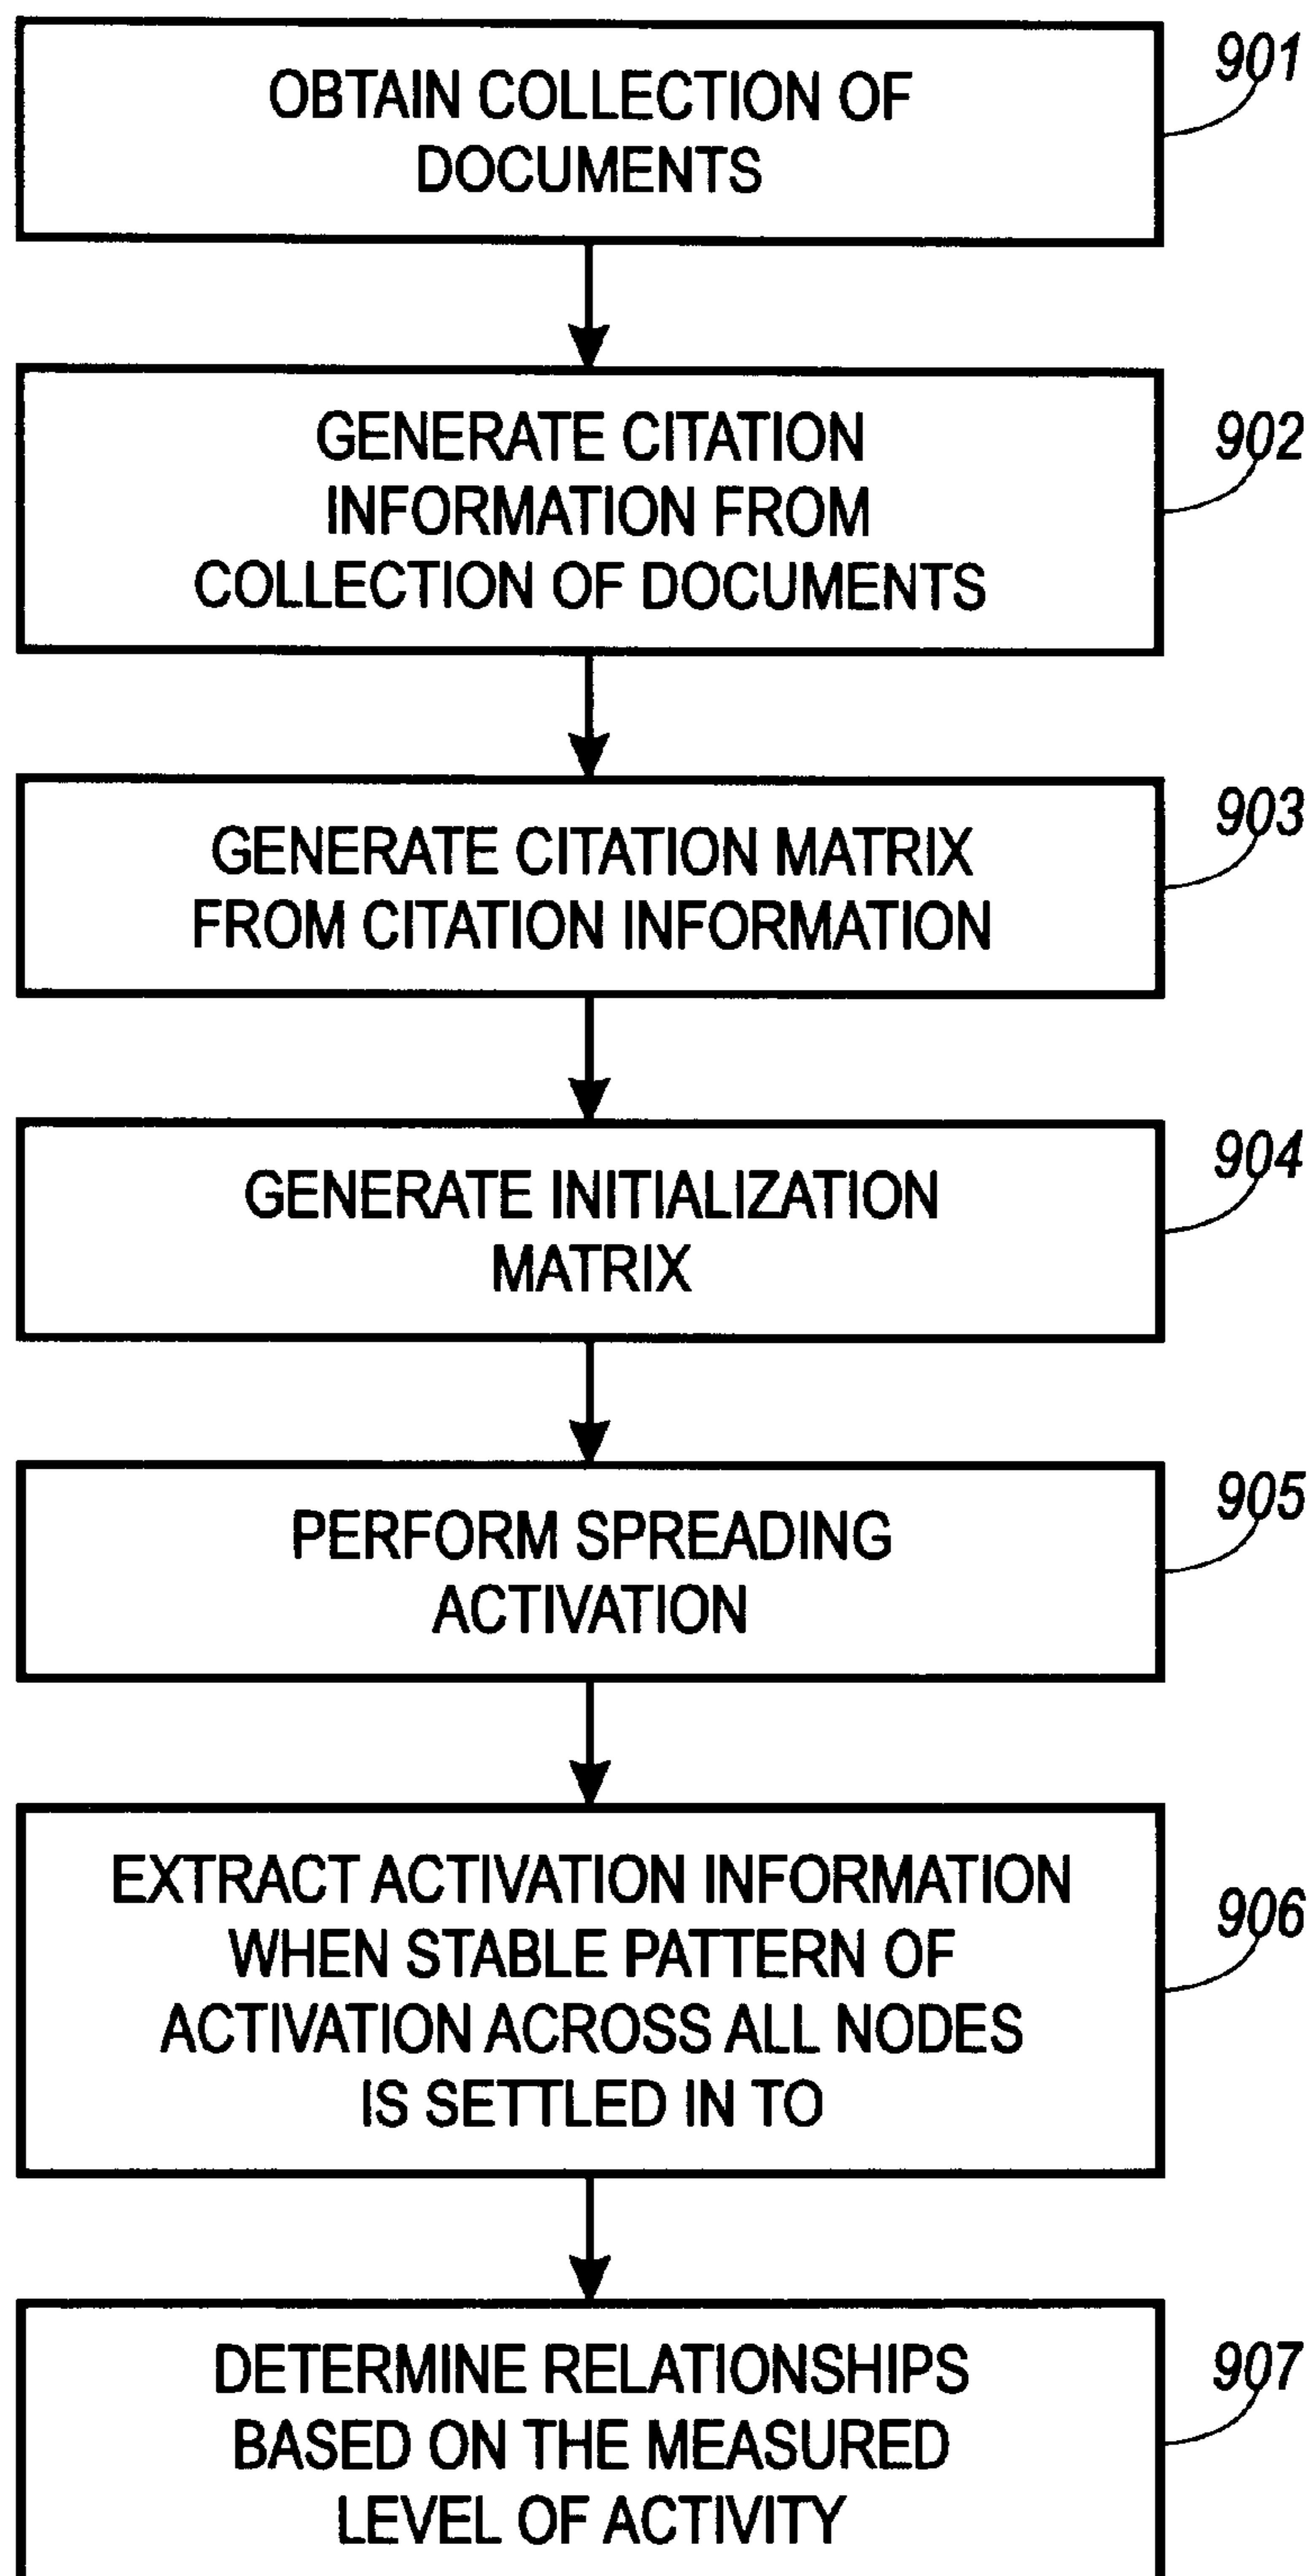 901
OBTAIN COLLECTION OF
DOCUMENTS
902
GENERATE CITATION
INFORMATION FROM
COLLECTION OF DOCUMENTS
903
GENERATE CITATION MATRIX
FROM CITATION INFORMATION
904
GENERATE INITIALIZATION
MATRIX
905
PERFORM SPREADING
ACTIVATION
906
EXTRACT ACTIVATION INFORMATION
WHEN STABLE PATTERN OF
ACTIVATION ACROSS ALL NODES
IS SETTLED IN TO
907
DETERMINE RELATIONSHIPS
BASED ON THE MEASURED
LEVEL OF ACTIVITY